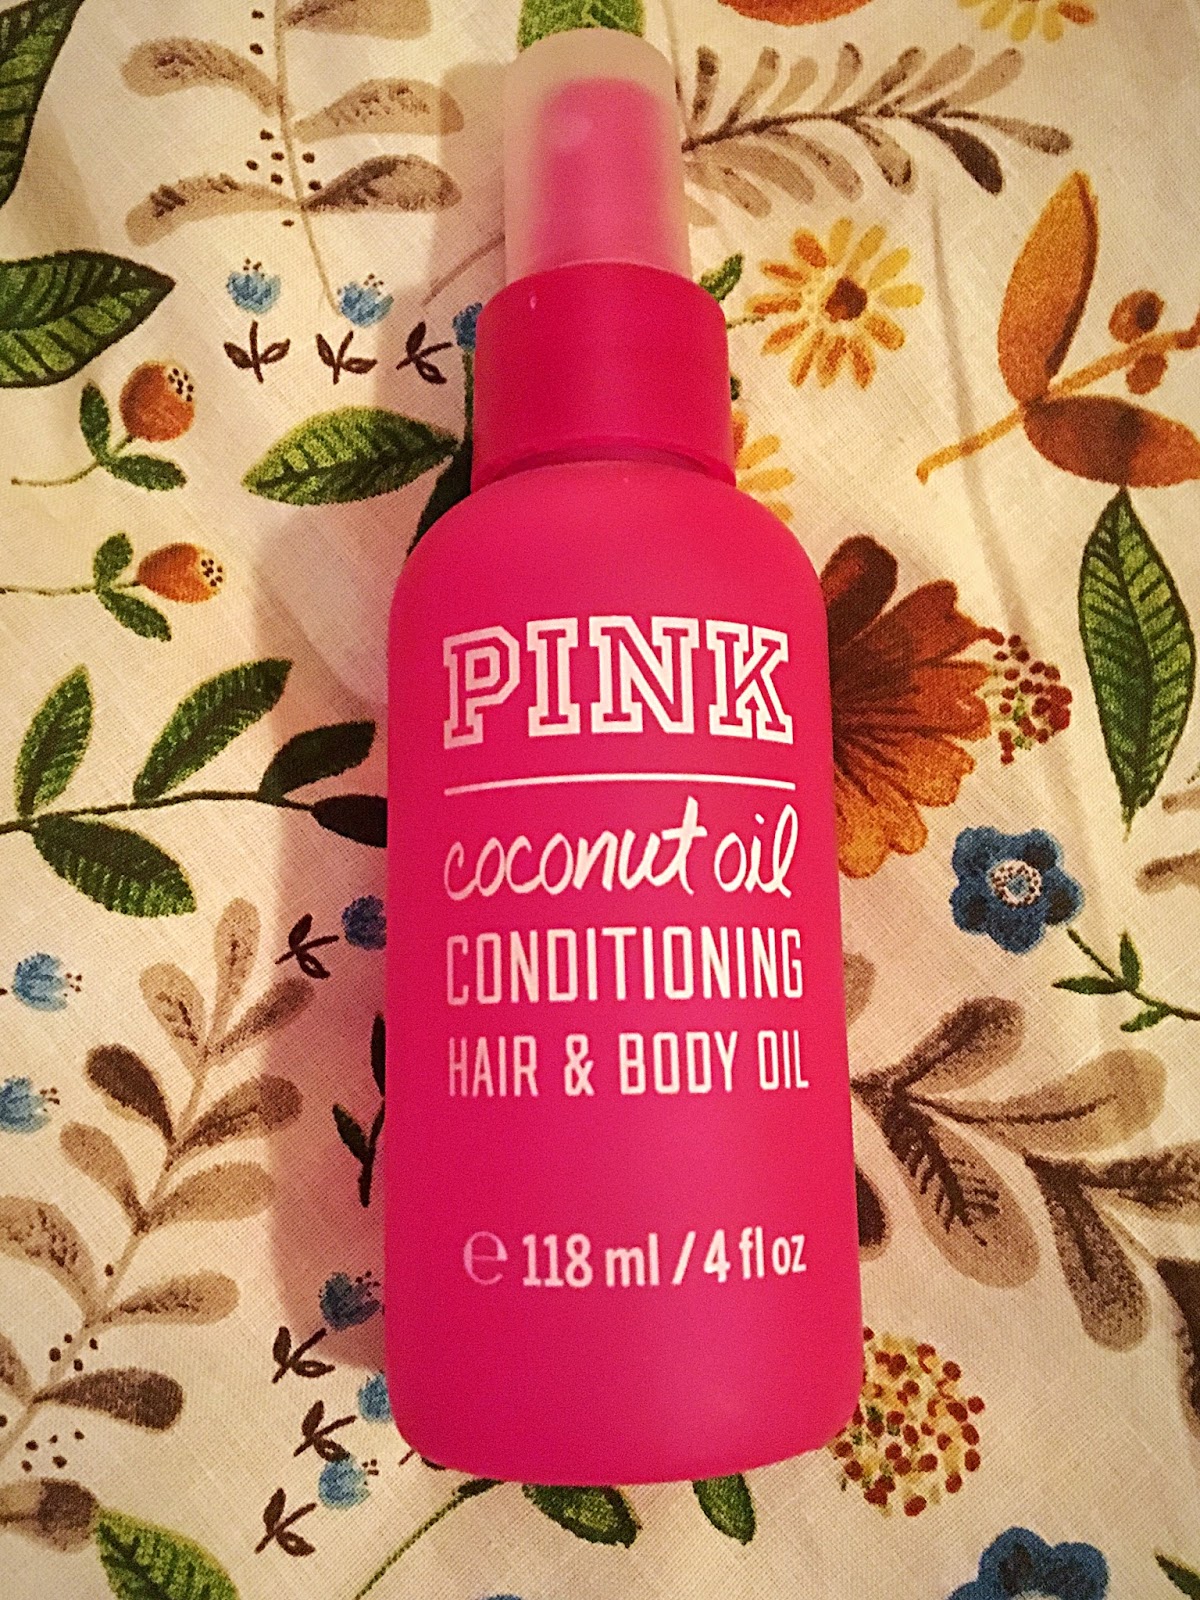 PINK
coconut oil
CONDITIONING
HAIR & BODY OIL
℮ 118 ml / 4 fl oz